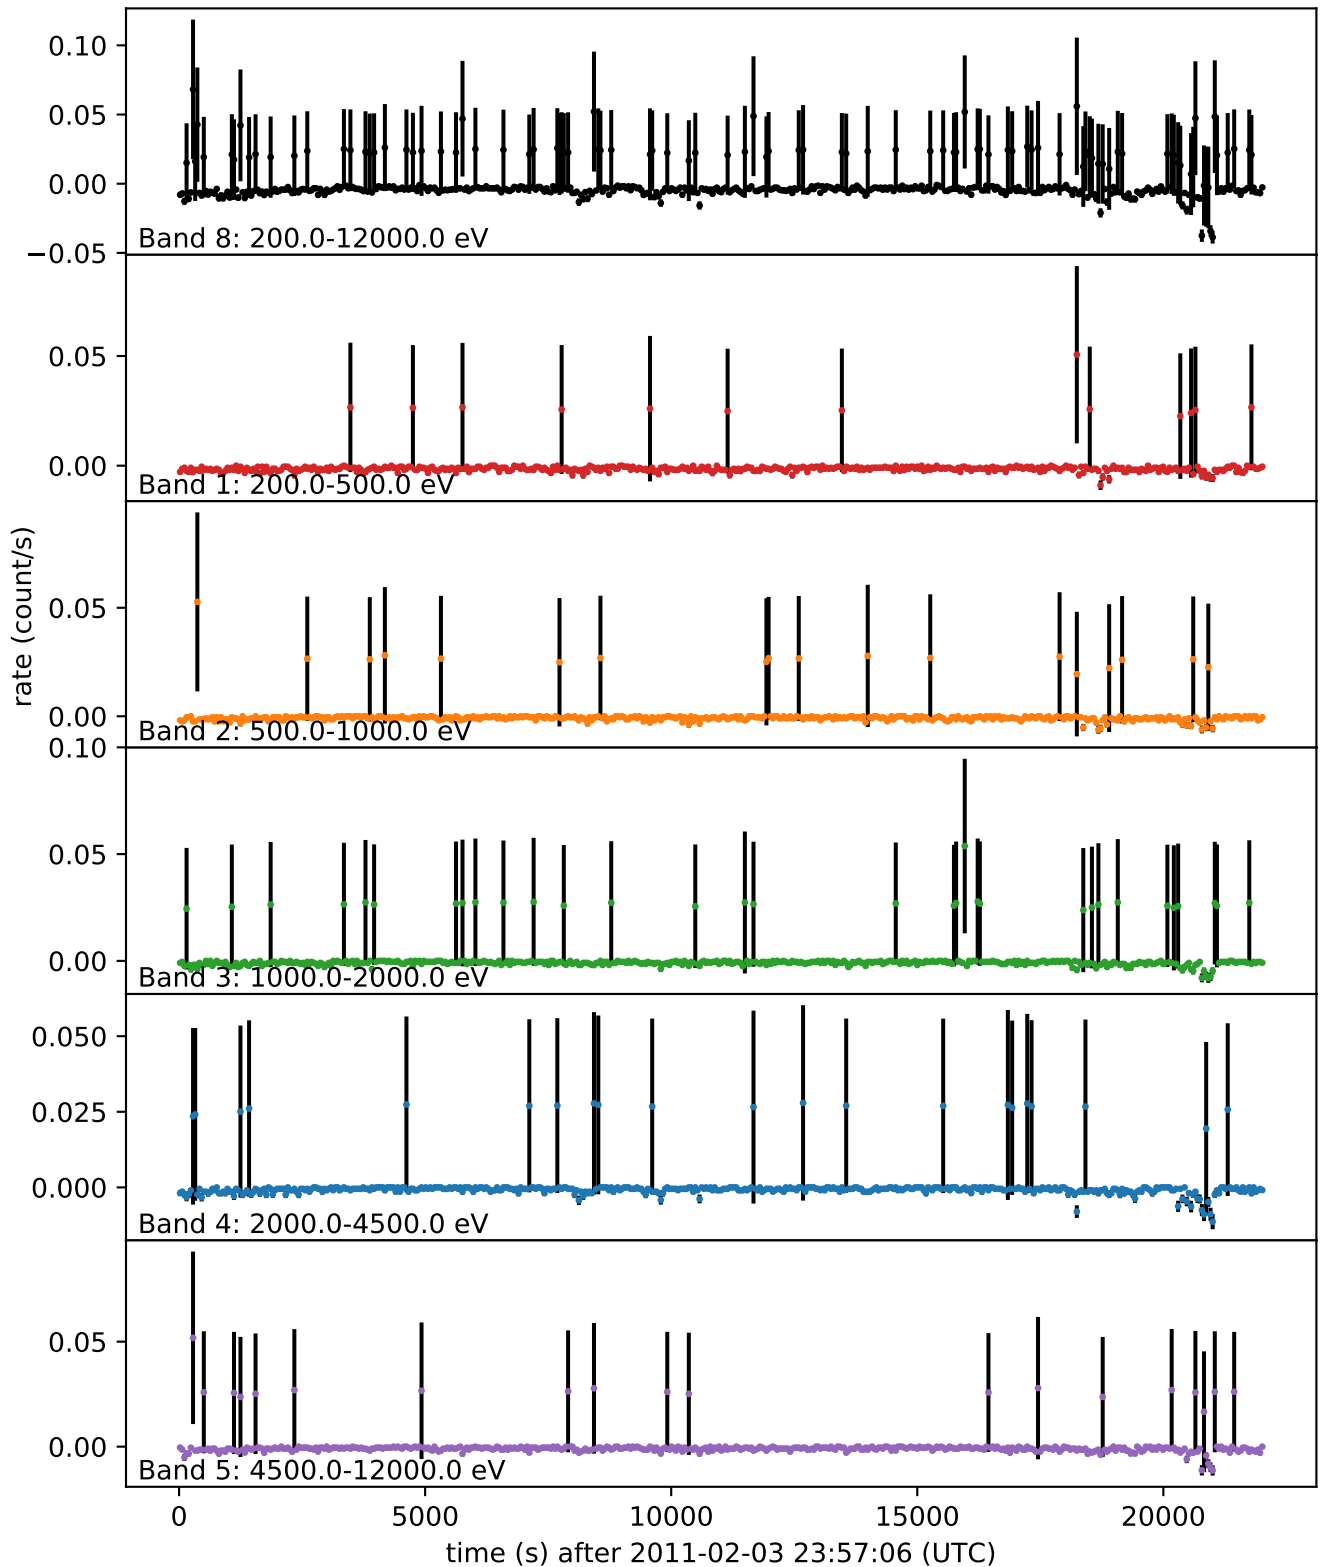 0.10
0.05
0.00
−0.05
Band 8: 200.0-12000.0 eV
0.05
0.00
Band 1: 200.0-500.0 eV
0.05
0.00
Band 2: 500.0-1000.0 eV
rate (count/s)
0.10
0.05
0.00
Band 3: 1000.0-2000.0 eV
0.050
0.025
0.000
Band 4: 2000.0-4500.0 eV
0.05
0.00
Band 5: 4500.0-12000.0 eV
0 5000 10000 15000 20000
time (s) after 2011-02-03 23:57:06 (UTC)